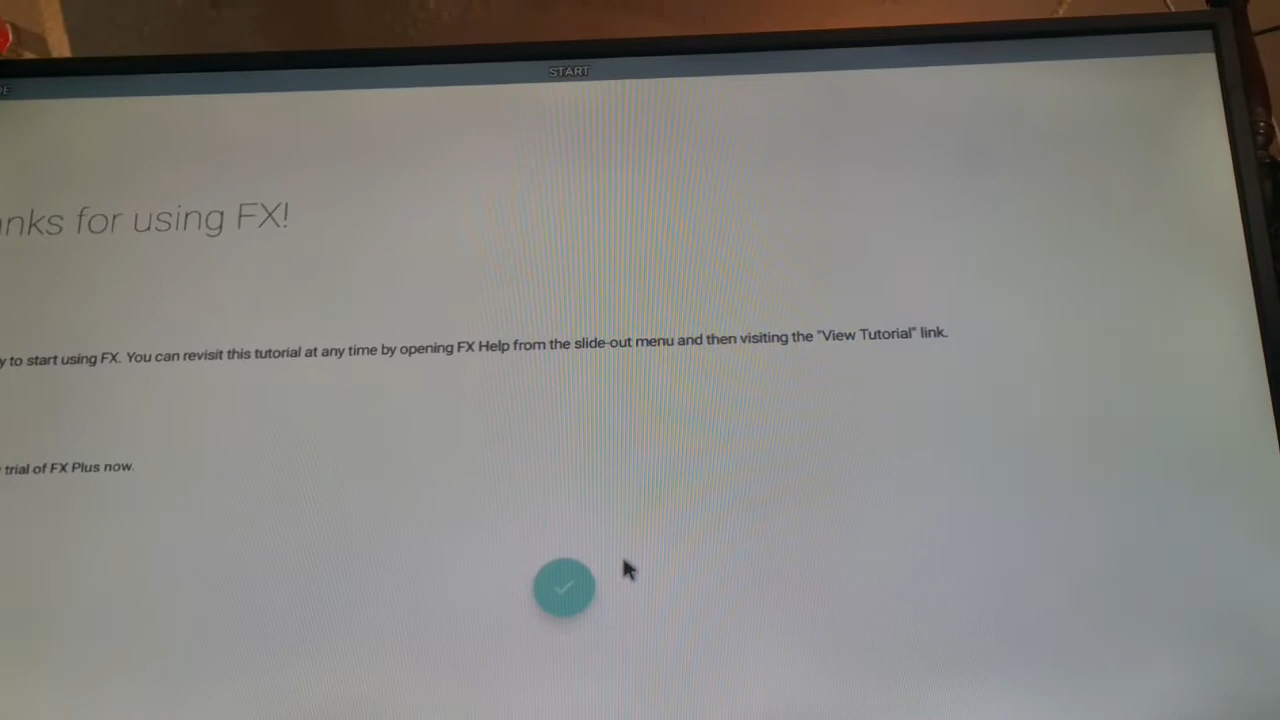 START
for using FX!
to start using FX. You can revisit this tutorial at any time by opening FX Help from the slide-out menu and then visiting the "View Tutorial" link.
trial of FX Plus now.